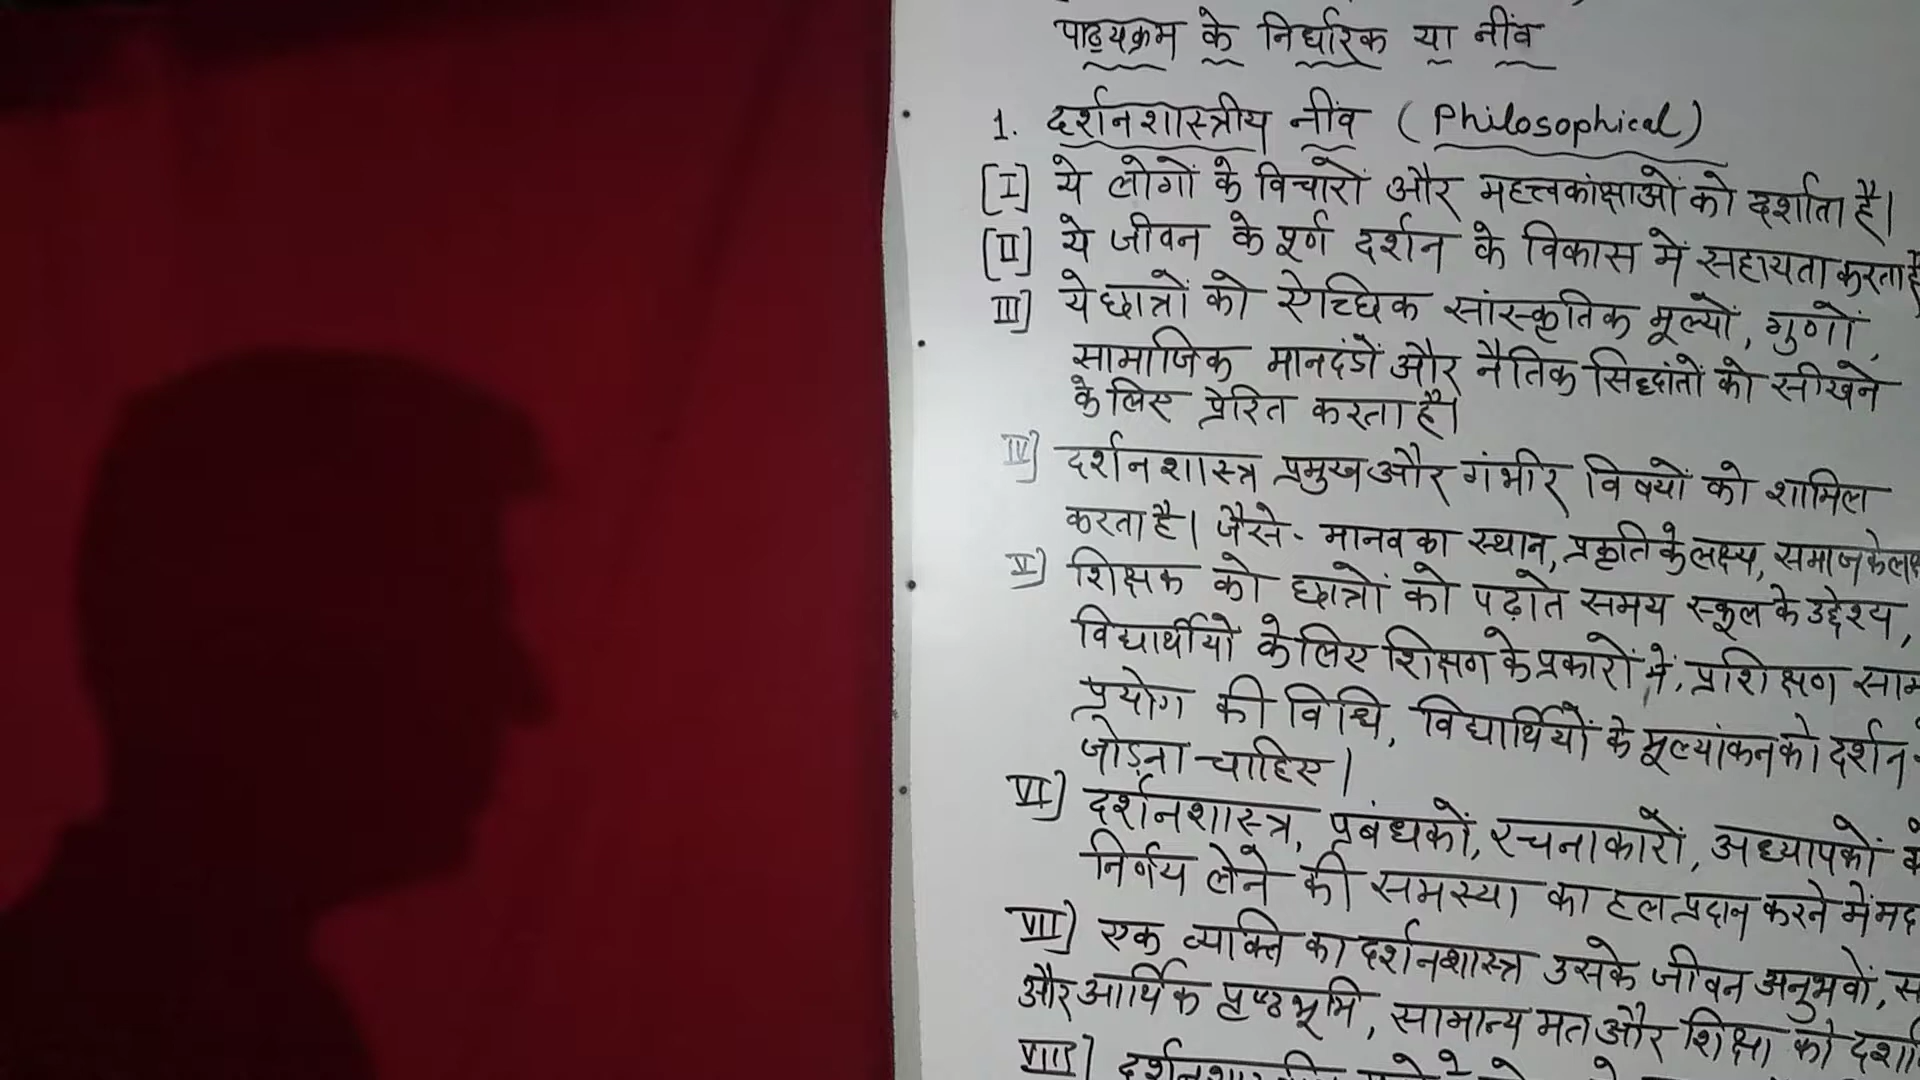 पाठ्यक्रम के निर्धारक या नींव
1. दर्शनशास्त्रीय नींव ( Philosophical )
[I] ये लोगों के विचारों और महत्त्वकांक्षाओं को दर्शाता है।
[II] ये जीवन के पूर्ण दर्शन के विकास में सहायता करता है
III] ये छात्रों को ऐच्छिक सांस्कृतिक मूल्यों, गुणों,
सामाजिक मानदंडों और नैतिक सिद्धांतों को सीखने
के लिए प्रेरित करता है।
IV] दर्शनशास्त्र प्रमुख और गंभीर विषयों को शामिल
करता है। जैसे- मानव का स्थान, प्रकृति के लक्ष्य, समाज के
V] शिक्षक को छात्रों को पढ़ाते समय स्कूल के उद्देश्य,
विद्यार्थीयों के लिए शिक्षण के प्रकारों में, प्रशिक्षण
प्रयोग की विधि, विद्यार्थियों के मूल्यांकन को दर्शन
जोड़ना चाहिए।
VI] दर्शनशास्त्र, प्रबंधकों, रचनाकारों, अध्यापकों
निर्णय लेने की समस्या का हल प्रदान करने में
VII] एक व्यक्ति का दर्शनशास्त्र उसके जीवन अनुभवों,
और आर्थिक पृष्ठभूमि, सामान्य मत और शिक्षा को
VIII]